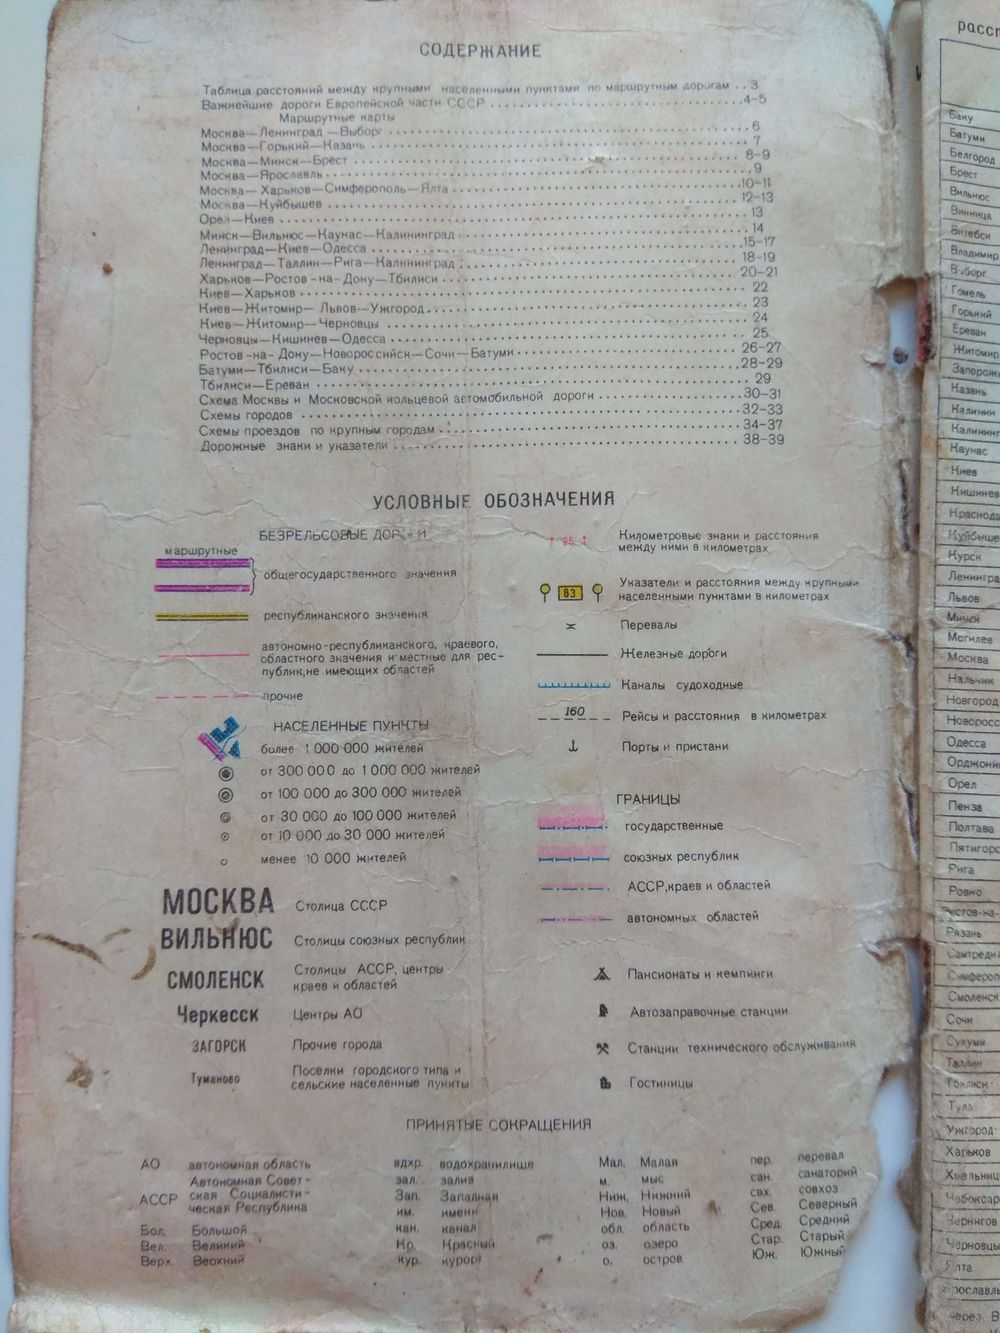 СОДЕРЖАНИЕ
Таблица расстояний между крупными населенными пунктами по маршрутным дорогам . . 3
Важнейшие дороги Европейской части СССР 4-5
Маршрутные карты
Москва—Ленинград—Выборг 6
Москва—Горький—Казань 7
Москва—Минск—Брест 8-9
Москва—Ярославль 9
Москва—Харьков—Симферополь—Ялта 10-11
Москва—Куйбышев 12-13
Орел—Киев 13
Минск—Вильнюс—Каунас—Калининград 14
Ленинград—Киев—Одесса 15-17
Ленинград—Таллин—Рига—Калининград 18-19
Харьков—Ростов-на-Дону—Тбилиси 20-21
Киев—Харьков 22
Киев—Житомир—Львов—Ужгород 23
Киев—Житомир—Черновцы 24
Черновцы—Кишинев—Одесса 25
Ростов-на-Дону—Новороссийск—Сочи—Батуми 26-27
Батуми—Тбилиси—Баку 28-29
Тбилиси—Ереван 29
Схема Москвы и Московской кольцевой автомобильной дороги 30-31
Схемы городов 32-33
Схемы проездов по крупным городам 34-37
Дорожные знаки и указатели 38-39
УСЛОВНЫЕ ОБОЗНАЧЕНИЯ
БЕЗРЕЛЬСОВЫЕ ДОРОГИ
маршрутные
общегосударственного значения
республиканского значения
автономно-республиканского, краевого,
областного значения и местные для рес-
публик,не имеющих областей
прочие
НАСЕЛЕННЫЕ ПУНКТЫ
более 1 000 000 жителей
от 300 000 до 1 000 000 жителей
от 100 000 до 300 000 жителей
от 30 000 до 100 000 жителей
от 10 000 до 30 000 жителей
менее 10 000 жителей
МОСКВА Столица СССР
ВИЛЬНЮС Столицы союзных республик
СМОЛЕНСК Столицы АССР, центры
краев и областей
Черкесск Центры АО
ЗАГОРСК Прочие города
Туманово Поселки городского типа и
сельские населенные пункты
25 Километровые знаки и расстояния
между ними в километрах
83 Указатели и расстояния между крупными
населенными пунктами в километрах
Перевалы
Железные дороги
Каналы судоходные
160 Рейсы и расстояния в километрах
Порты и пристани
ГРАНИЦЫ
государственные
союзных республик
АССР,краев и областей
автономных областей
Пансионаты и кемпинги
Автозаправочные станции
Станции технического обслуживания
Гостиницы
ПРИНЯТЫЕ СОКРАЩЕНИЯ
АО автономная область
АССР Автономная Совет-
ская Социалисти-
ческая Республика
Бол. Большой
Вел. Великий
Верх. Верхний
вдхр. водохранилище
зал. залив
Зап. Западная
им. имени
кан. канал
Кр. Красный
кур. курорт
Мал. Малая
м. мыс
Ниж. Нижний
Нов. Новый
обл. область
оз. озеро
о. остров
пер. перевал
сан. санаторий
свх. совхоз
Сев. Северный
Сред. Средний
Стар. Старый
Юж. Южный
расст
Баку
Батуми
Белгород
Брест
Вильнюс
Винница
Витебск
Владимир
Выборг
Гомель
Горький
Ереван
Житомир
Запорожь
Казань
Калинин
Калининг
Каунас
Киев
Кишинев
Краснода
Куйбыше
Курск
Ленингра
Львов
Минск
Могилев
Москва
Нальчик
Новгород
Новоросс
Одесса
Орджони
Орел
Пенза
Полтава
Пятигорс
Рига
Ровно
Ростов-на-
Рязань
Самтреди
Симфероп
Смоленск
Сочи
Сухуми
Таллин
Тбилиси
Тула
Ужгород
Харьков
Хмельниц
Чебоксар
Чернигов
Черновцы
Ялта
Ярославль
через В